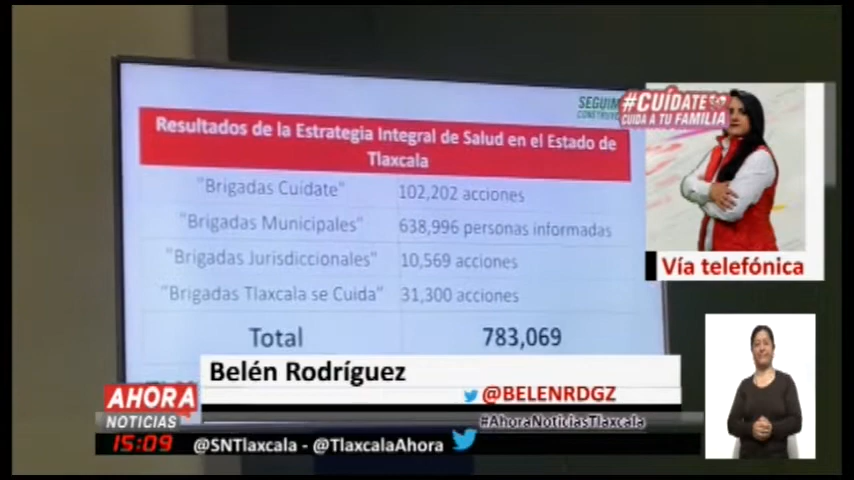 SEGUIM
CONSTRUYE
#CUÍDATE
CUIDA A TU FAMILIA
Resultados de la Estrategia Integral de Salud en el Estado de
Tlaxcala
"Brigadas Cuídate" 102,202 acciones
"Brigadas Municipales" 638,996 personas informadas
"Brigadas Jurisdiccionales" 10,569 acciones
"Brigadas Tlaxcala se Cuida" 31,300 acciones
Total 783,069
Vía telefónica
Belén Rodríguez
@BELENRDGZ
AHORA
NOTICIAS
#AhoraNoticiasTlaxcala
15:09
@SNTlaxcala - @TlaxcalaAhora